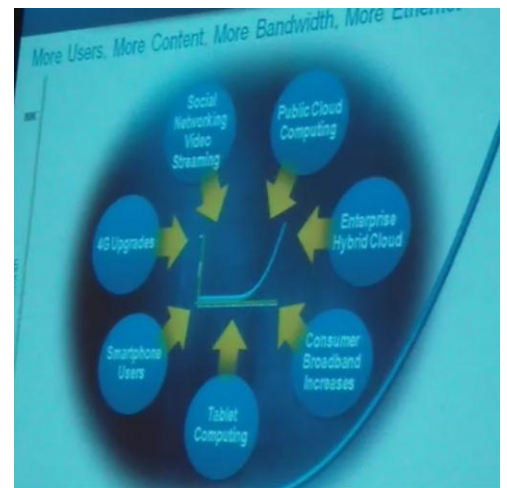 More Users, More Content, More Bandwidth, More Ethernet
Social
Networking
Video
Streaming
Public Cloud
Computing
4G Upgrades
Enterprise
Hybrid Cloud
Smartphone
Users
Consumer
Broadband
Increases
Tablet
Computing